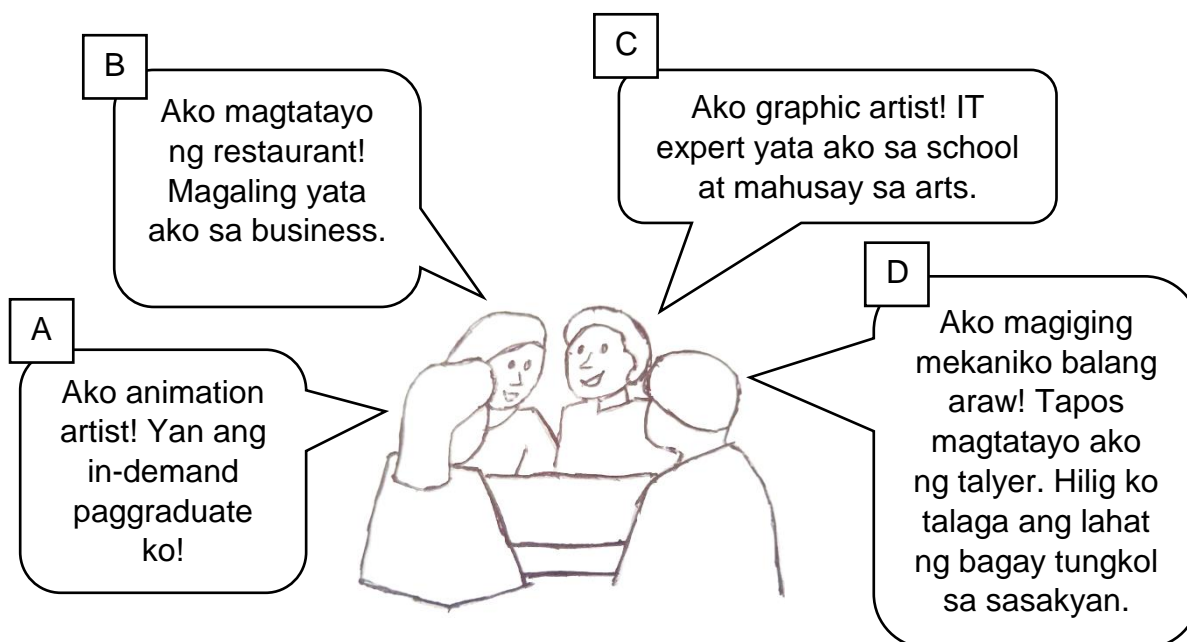 B
Ako magtatayo
ng restaurant!
Magaling yata
ako sa business.
C
Ako graphic artist! IT
expert yata ako sa school
at mahusay sa arts.
A
Ako animation
artist! Yan ang
in-demand
paggraduate
ko!
D
Ako magiging
mekaniko balang
araw! Tapos
magtatayo ako
ng talyer. Hilig ko
talaga ang lahat
ng bagay tungkol
sa sasakyan.